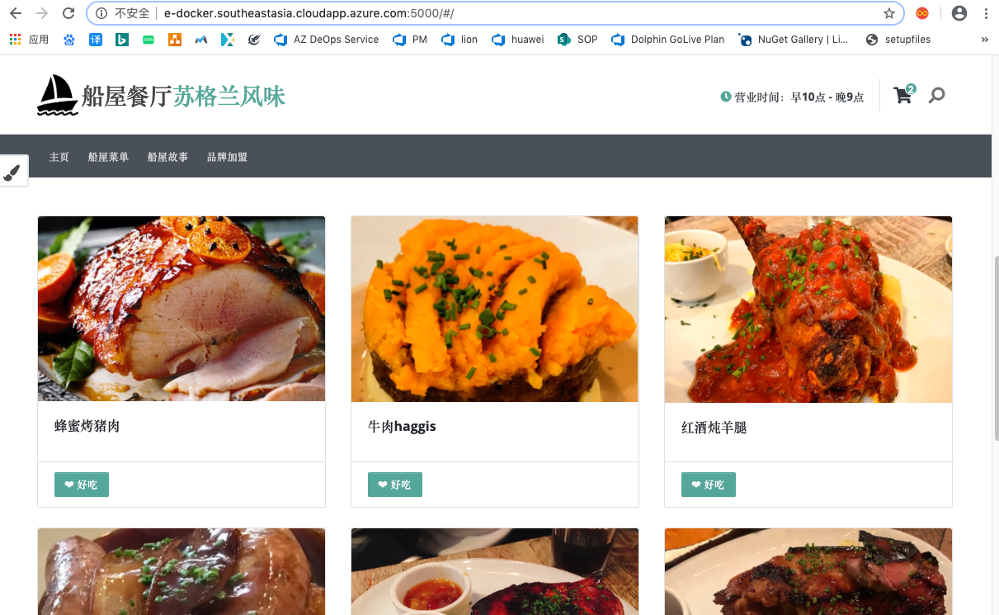 不安全 e-docker.southeastasia.cloudapp.azure.com:5000/#/
应用 译 AZ DeOps Service PM lion huawei SOP Dolphin GoLive Plan NuGet Gallery | Li... setupfiles »
船屋餐厅苏格兰风味
营业时间：早10点 - 晚9点
2
主页 船屋菜单 船屋故事 品牌加盟
蜂蜜烤猪肉
牛肉haggis
红酒炖羊腿
好吃 好吃 好吃